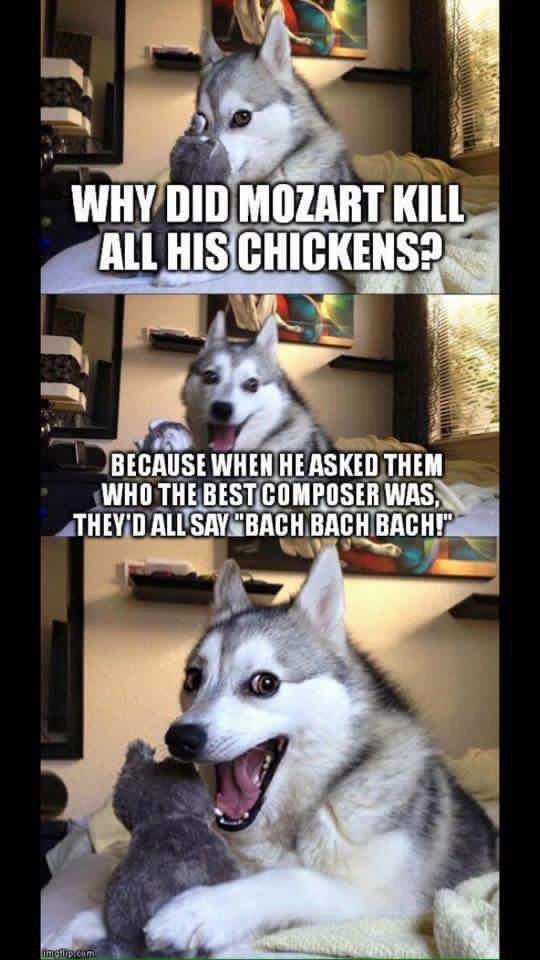 WHY DID MOZART KILL
ALL HIS CHICKENS?
BECAUSE WHEN HE ASKED THEM
WHO THE BEST COMPOSER WAS,
THEY'D ALL SAY "BACH BACH BACH!"
imgflip.com